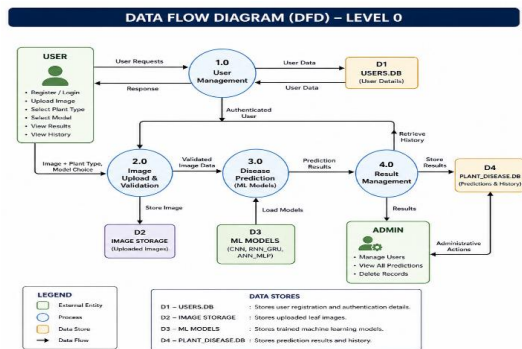 DATA FLOW DIAGRAM (DFD) – LEVEL 0
USER
• Register / Login
• Upload Image
• Select Plant Type
• Select Model
• View Results
• View History
User Requests
Response
1.0
User
Management
User Data
User Data
D1
USERS.DB
(User Details)
Authenticated
User
Retrieve
History
Image + Plant Type,
Model Choice
2.0
Image
Upload &
Validation
Validated
Image Data
3.0
Disease
Prediction
(ML Models)
Prediction
Results
4.0
Result
Management
Store
Results
D4
PLANT_DISEASE.DB
(Predictions & History)
Store Image
Load Models
Results
D2
IMAGE STORAGE
(Uploaded Images)
D3
ML MODELS
(CNN, RNN_GRU,
ANN_MLP)
ADMIN
• Manage Users
• View All Predictions
• Delete Records
Administrative
Actions
LEGEND
External Entity
Process
Data Store
Data Flow
DATA STORES
D1 – USERS.DB : Stores user registration and authentication details.
D2 – IMAGE STORAGE : Stores uploaded leaf images.
D3 – ML MODELS : Stores trained machine learning models.
D4 – PLANT_DISEASE.DB : Stores prediction results and history.